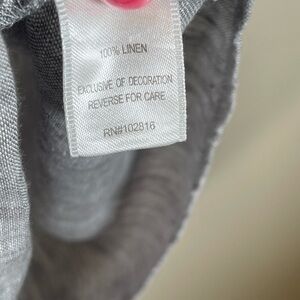 100% LINEN
EXCLUSIVE OF DECORATION
REVERSE FOR CARE
RN#102816